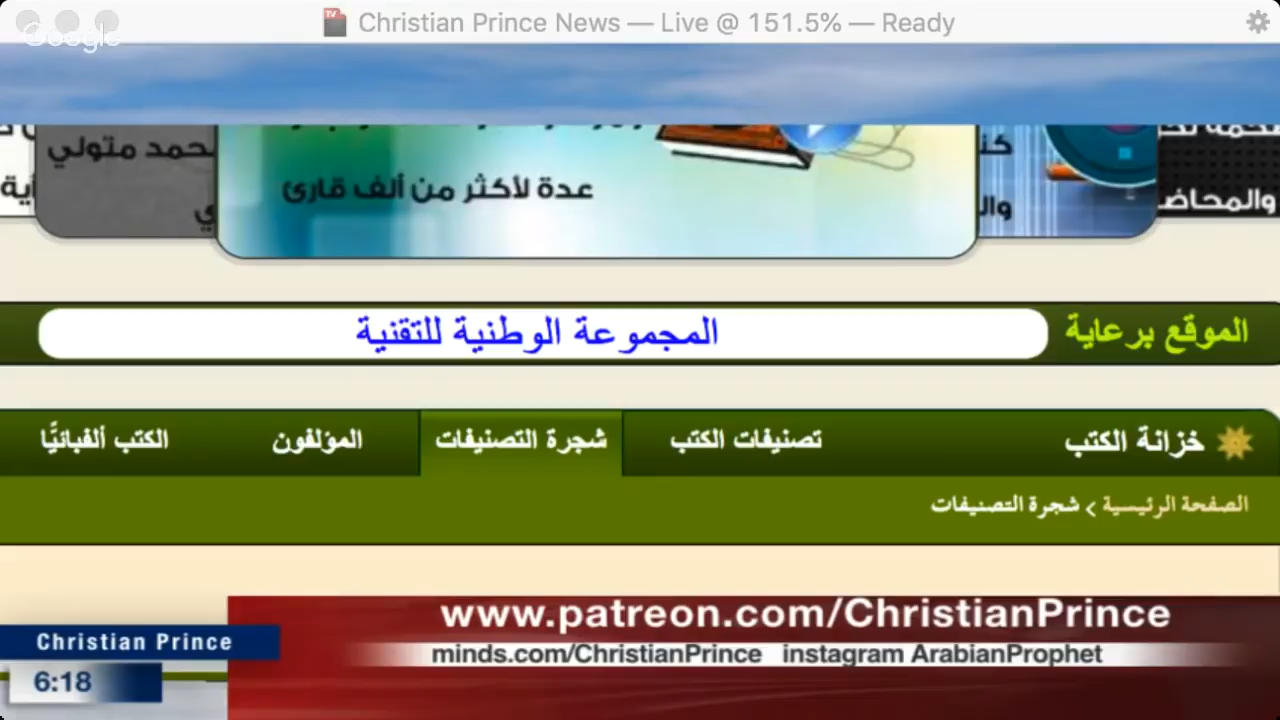 Christian Prince News — Live @ 151.5% — Ready
Google
TV
حمد متولي
عدة لأكثر من ألف قارئ
والمحاض
الموقع برعاية
المجموعة الوطنية للتقنية
خزانة الكتب
تصنيفات الكتب
شجرة التصنيفات
المؤلفون
الكتب ألفبائيًّا
الصفحة الرئيسية > شجرة التصنيفات
www.patreon.com/ChristianPrince
minds.com/ChristianPrince instagram ArabianProphet
Christian Prince
6:18